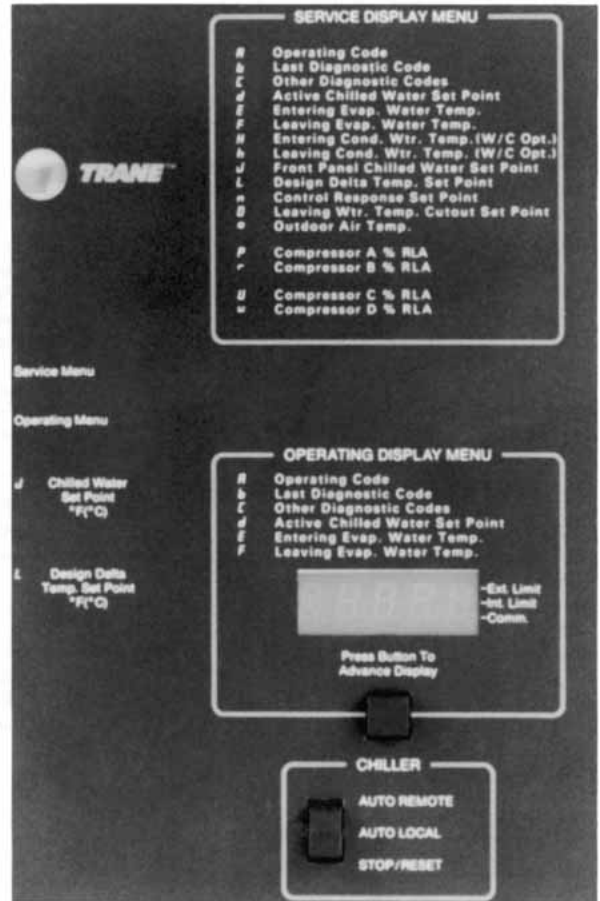 SERVICE DISPLAY MENU
A Operating Code
b Last Diagnostic Code
C Other Diagnostic Codes
d Active Chilled Water Set Point
E Entering Evap. Water Temp.
F Leaving Evap. Water Temp.
H Entering Cond. Wtr. Temp. (W/C Opt.)
h Leaving Cond. Wtr. Temp. (W/C Opt.)
J Front Panel Chilled Water Set Point
L Design Delta Temp. Set Point
n Control Response Set Point
O Leaving Wtr. Temp. Cutout Set Point
o Outdoor Air Temp.
P Compressor A % RLA
r Compressor B % RLA
U Compressor C % RLA
u Compressor D % RLA
TRANE™
Service Menu
Operating Menu
J Chilled Water
Set Point
°F(°C)
L Design Delta
Temp. Set Point
°F(°C)
OPERATING DISPLAY MENU
A Operating Code
b Last Diagnostic Code
C Other Diagnostic Codes
d Active Chilled Water Set Point
E Entering Evap. Water Temp.
F Leaving Evap. Water Temp.
-Ext. Limit
-Int. Limit
-Comm.
Press Button To
Advance Display
CHILLER
AUTO REMOTE
AUTO LOCAL
STOP/RESET